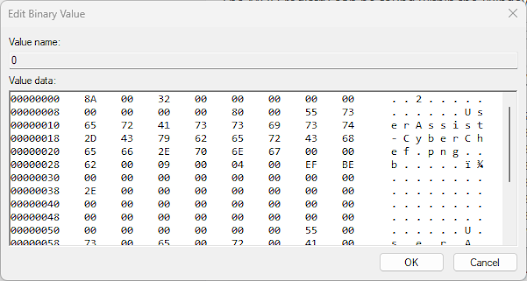 Edit Binary Value
Value name:
0
Value data:
00000000 8A 00 32 00 00 00 00 00 . . 2 . . . . .
00000008 00 00 00 00 80 00 55 73 . . . . . . U s
00000010 65 72 41 73 73 69 73 74 e r A s s i s t
00000018 2D 43 79 62 65 72 43 68 - C y b e r C h
00000020 65 66 2E 70 6E 67 00 00 e f . p n g . .
00000028 62 00 09 00 04 00 EF BE b . . . . . ï ¾
00000030 00 00 00 00 00 00 00 00 . . . . . . . .
00000038 2E 00 00 00 00 00 00 00 . . . . . . . .
00000040 00 00 00 00 00 00 00 00 . . . . . . . .
00000048 00 00 00 00 00 00 00 00 . . . . . . . .
00000050 00 00 00 00 00 00 55 00 . . . . . . U .
00000058 73 00 65 00 72 00 41 00 s . e . r . A .
OK Cancel